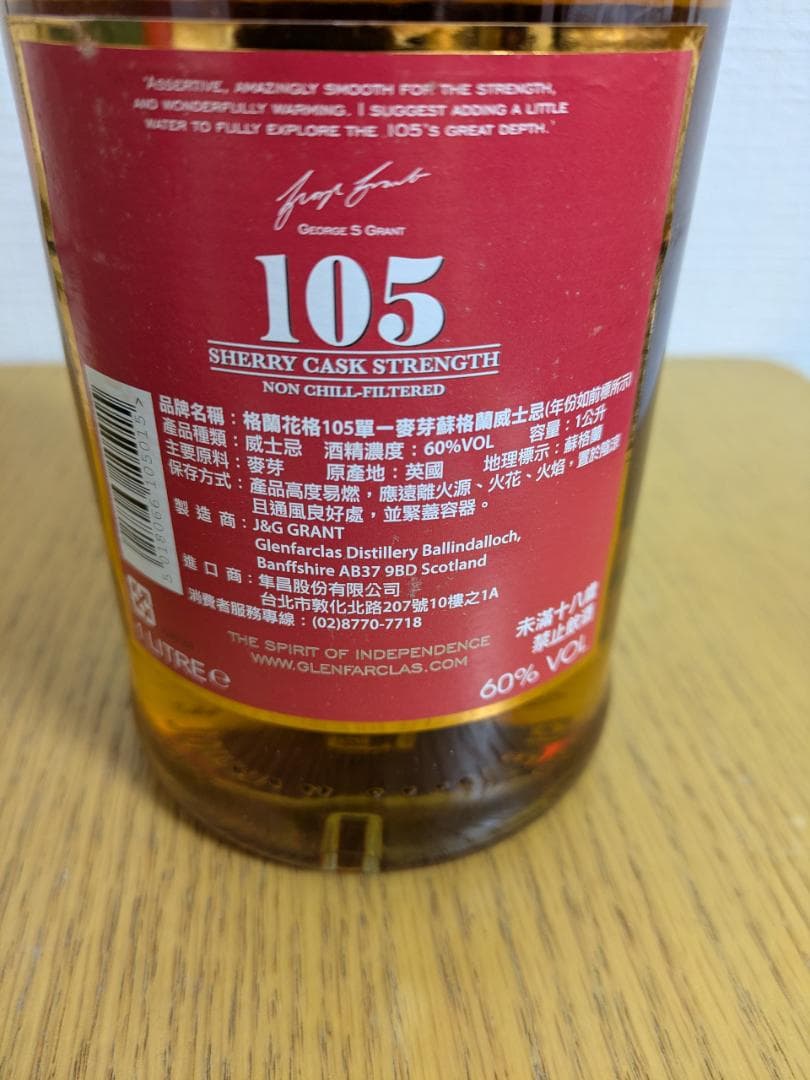 "ASSERTIVE, AMAZINGLY SMOOTH FOR THE STRENGTH,
AND WONDERFULLY WARMING. I SUGGEST ADDING A LITTLE
WATER TO FULLY EXPLORE THE 105'S GREAT DEPTH."
George Grant
GEORGE S GRANT
105
SHERRY CASK STRENGTH
NON CHILL-FILTERED
品牌名稱：格蘭花格105單一麥芽蘇格蘭威士忌(年份如前標所示)
產品種類：威士忌 酒精濃度：60%VOL 容量：1公升
主要原料：麥芽 原產地：英國 地理標示：蘇格蘭
保存方式：產品高度易燃，應遠離火源、火花、火焰，置於陰涼
且通風良好處，並緊蓋容器。
製造商：J&G GRANT
Glenfarclas Distillery Ballindalloch,
Banffshire AB37 9BD Scotland
進口商：隼昌股份有限公司
台北市敦化北路207號10樓之1A
消費者服務專線：(02)8770-7718
5018066105015>
未滿十八歲
禁止飲酒
THE SPIRIT OF INDEPENDENCE
WWW.GLENFARCLAS.COM
1 LITRE e
60% VOL